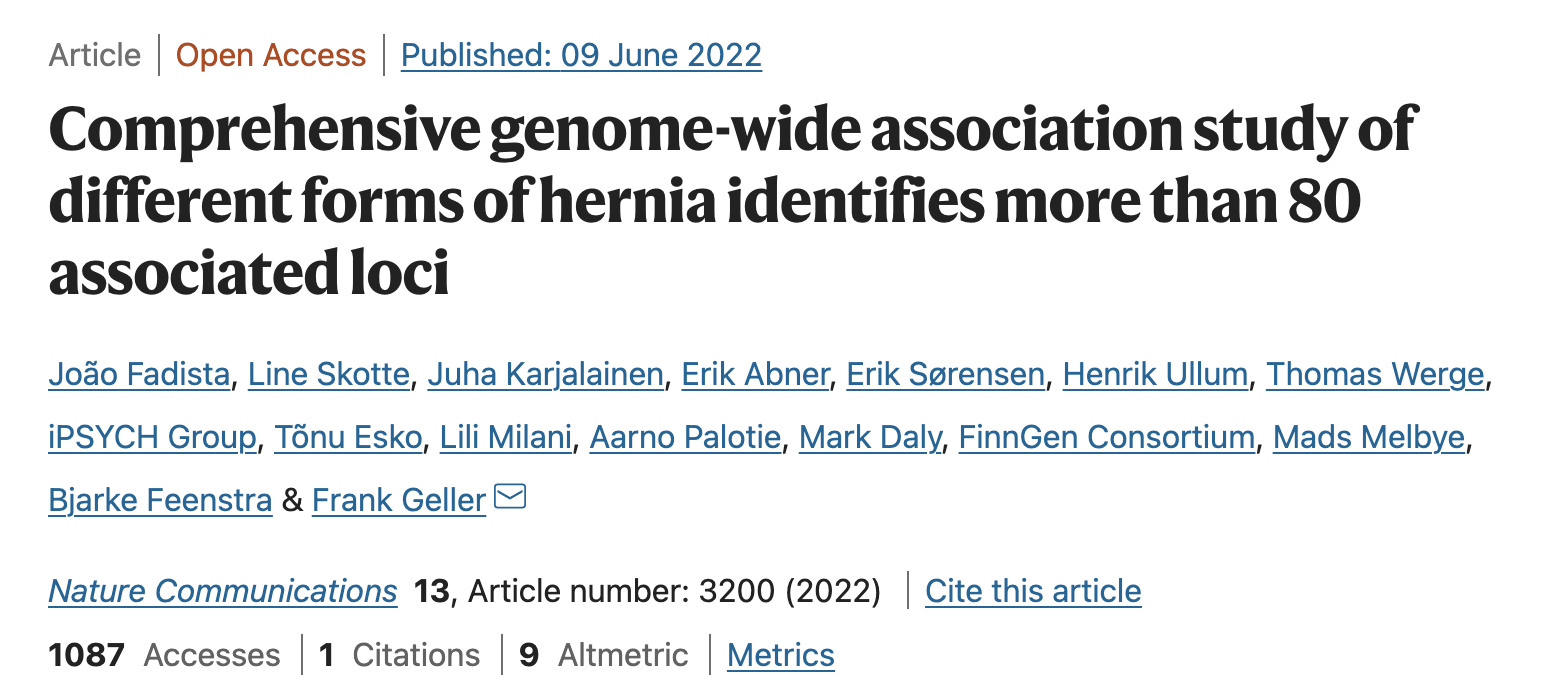 Article | Open Access | Published: 09 June 2022
Comprehensive genome-wide association study of
different forms of hernia identifies more than 80
associated loci
João Fadista, Line Skotte, Juha Karjalainen, Erik Abner, Erik Sørensen, Henrik Ullum, Thomas Werge,
iPSYCH Group, Tõnu Esko, Lili Milani, Aarno Palotie, Mark Daly, FinnGen Consortium, Mads Melbye,
Bjarke Feenstra & Frank Geller
Nature Communications 13, Article number: 3200 (2022) | Cite this article
1087 Accesses | 1 Citations | 9 Altmetric | Metrics